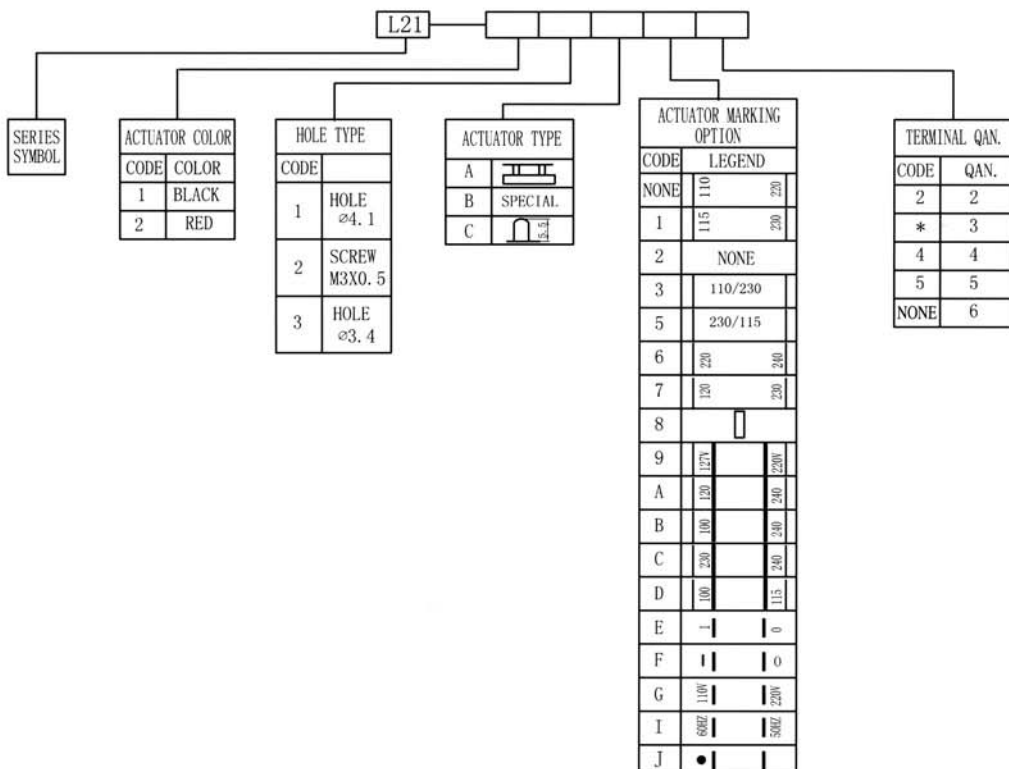 L21
SERIES
SYMBOL
ACTUATOR COLOR
CODE COLOR
1 BLACK
2 RED
HOLE TYPE
CODE
1 HOLE
ø4.1
2 SCREW
M3X0.5
3 HOLE
ø3.4
ACTUATOR TYPE
A
B SPECIAL
C 5.5
ACTUATOR MARKING
OPTION
CODE LEGEND
NONE 110 220
1 115 230
2 NONE
3 110/230
5 230/115
6 220 240
7 120 230
8
9 127V 220V
A 120 240
B 100 240
C 230 240
D 100 115
E I 0
F - 0
G 110V 220V
I 60HZ 50HZ
J ●
TERMINAL QAN.
CODE QAN.
2 2
* 3
4 4
5 5
NONE 6